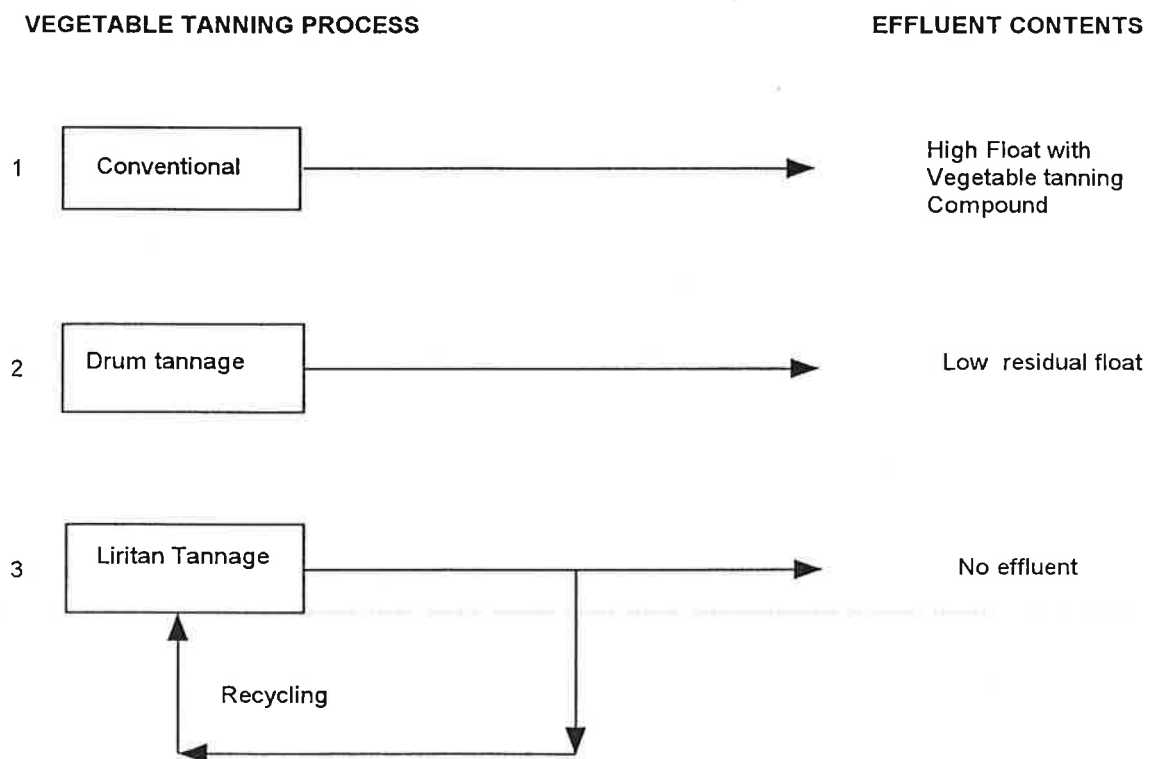 VEGETABLE TANNING PROCESS
EFFLUENT CONTENTS
1
Conventional
High Float with
Vegetable tanning
Compound
2
Drum tannage
Low residual float
3
Liritan Tannage
No effluent
Recycling